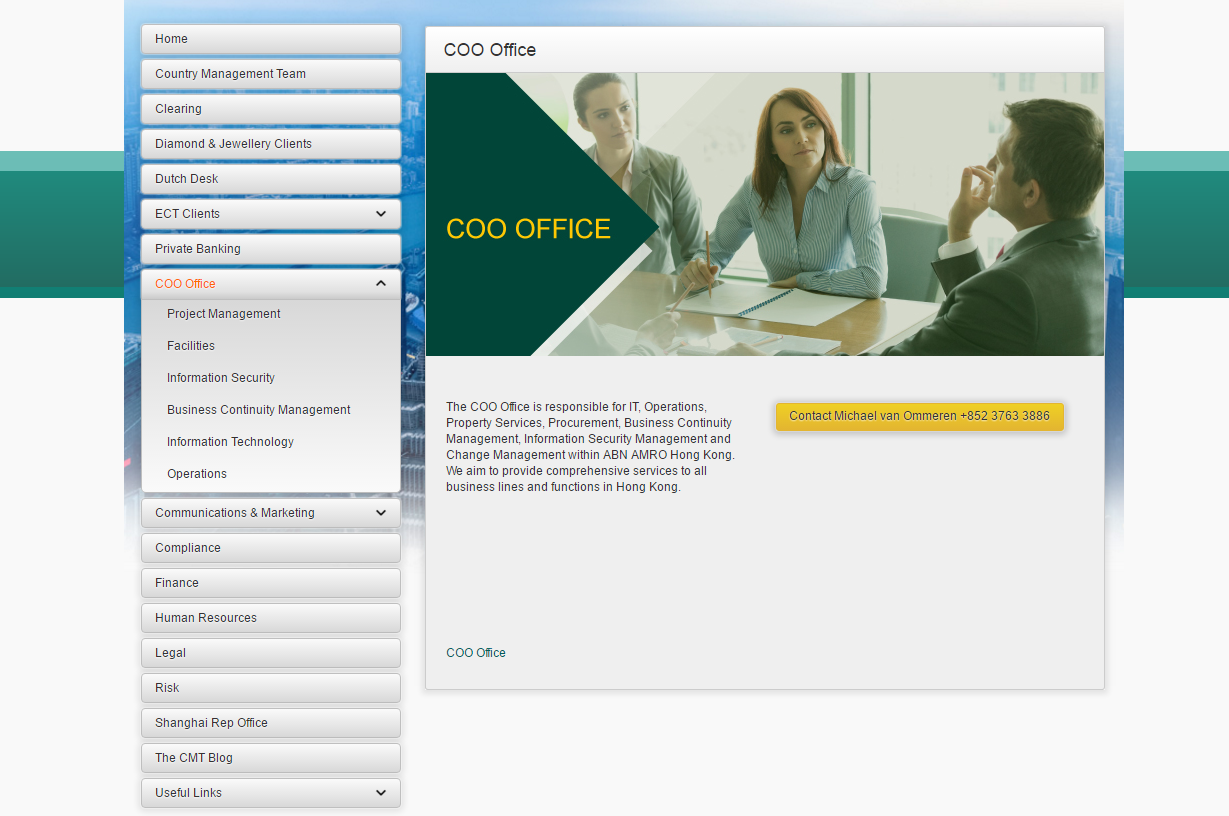 Home
Country Management Team
Clearing
Diamond & Jewellery Clients
Dutch Desk
ECT Clients
Private Banking
COO Office
Project Management
Facilities
Information Security
Business Continuity Management
Information Technology
Operations
Communications & Marketing
Compliance
Finance
Human Resources
Legal
Risk
Shanghai Rep Office
The CMT Blog
Useful Links
COO Office
COO OFFICE
The COO Office is responsible for IT, Operations,
Property Services, Procurement, Business Continuity
Management, Information Security Management and
Change Management within ABN AMRO Hong Kong.
We aim to provide comprehensive services to all
business lines and functions in Hong Kong.
Contact Michael van Ommeren +852 3763 3886
COO Office